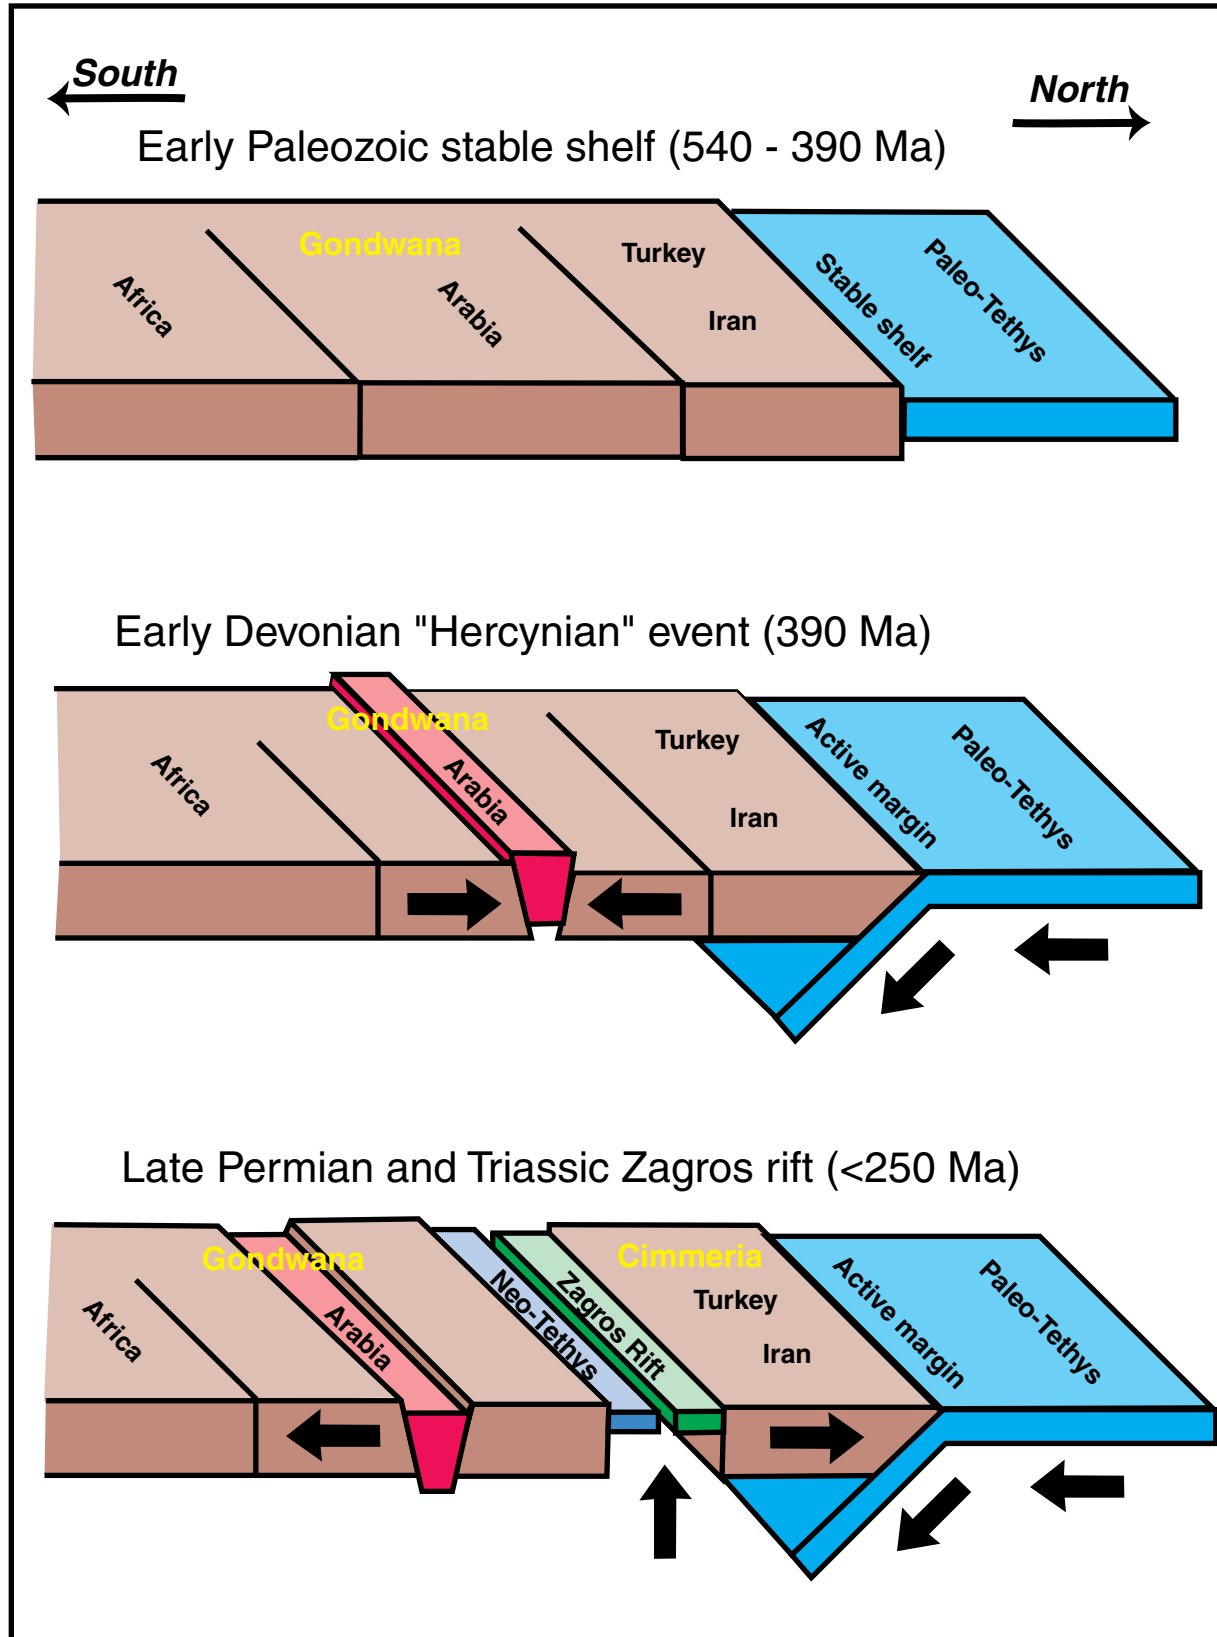 South
North
Early Paleozoic stable shelf (540 - 390 Ma)
Gondwana
Africa
Arabia
Turkey
Iran
Stable shelf
Paleo-Tethys
Early Devonian "Hercynian" event (390 Ma)
Gondwana
Africa
Arabia
Turkey
Iran
Active margin
Paleo-Tethys
Late Permian and Triassic Zagros rift (<250 Ma)
Gondwana
Africa
Arabia
Neo-Tethys
Zagros Rift
Cimmeria
Turkey
Iran
Active margin
Paleo-Tethys